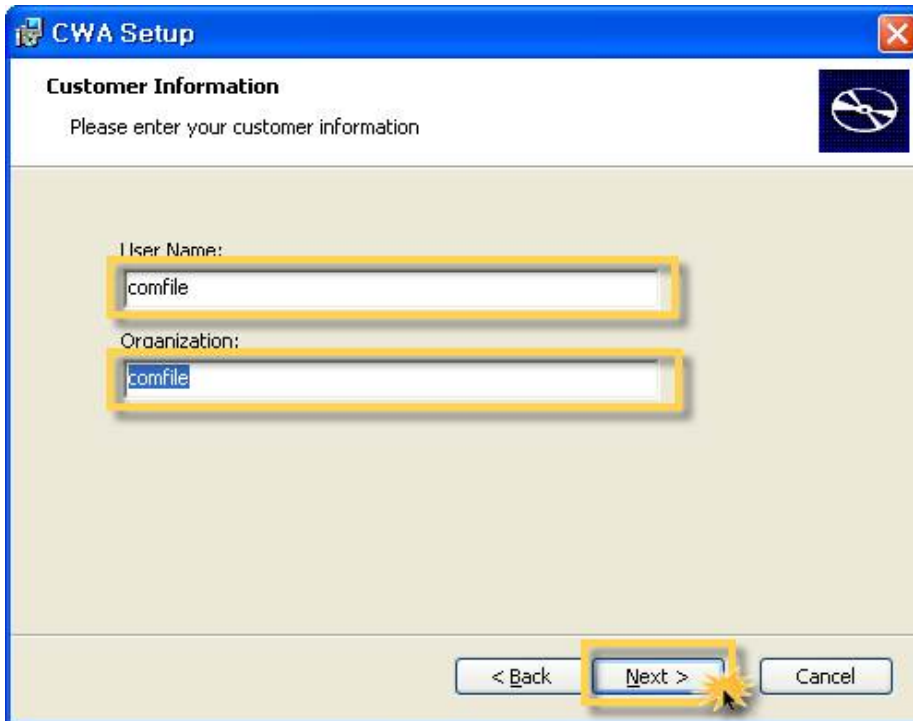 CWA Setup
Customer Information
Please enter your customer information
User Name:
comfile
Organization:
comfile
< Back Next > Cancel